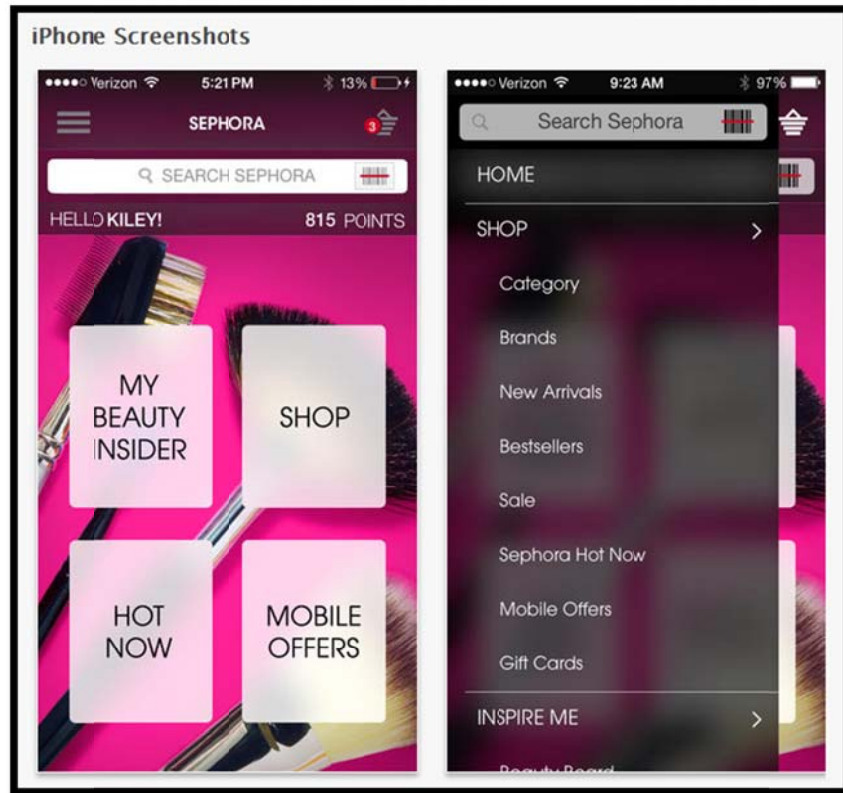 iPhone Screenshots
Verizon 5:21 PM 13%
SEPHORA
3
SEARCH SEPHORA
HELLO KILEY! 815 POINTS
MY
BEAUTY
INSIDER
SHOP
HOT
NOW
MOBILE
OFFERS
Verizon 9:23 AM 97%
Search Sephora
HOME
SHOP
Category
Brands
New Arrivals
Bestsellers
Sale
Sephora Hot Now
Mobile Offers
Gift Cards
INSPIRE ME
Beauty Board